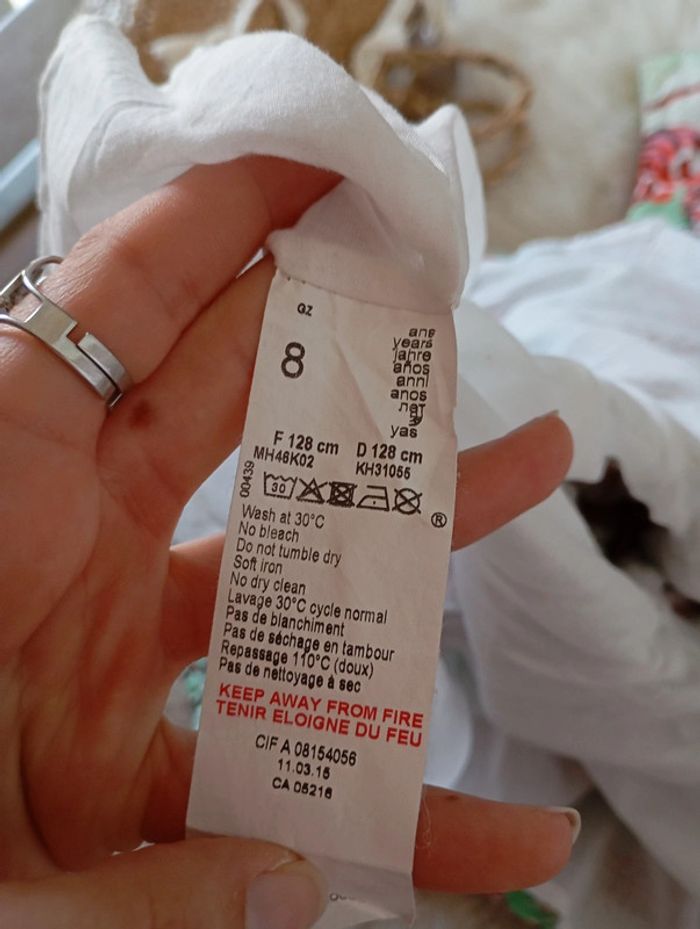 GZ
8
ans
years
jahre
años
anni
anos
yas
F 128 cm D 128 cm
MH46K02 KH31055
00439
30
®
Wash at 30°C
No bleach
Do not tumble dry
Soft iron
No dry clean
Lavage 30°C cycle normal
Pas de blanchiment
Pas de séchage en tambour
Repassage 110°C (doux)
Pas de nettoyage à sec
KEEP AWAY FROM FIRE
TENIR ELOIGNE DU FEU
CIF A 08154056
11.03.15
CA 05216